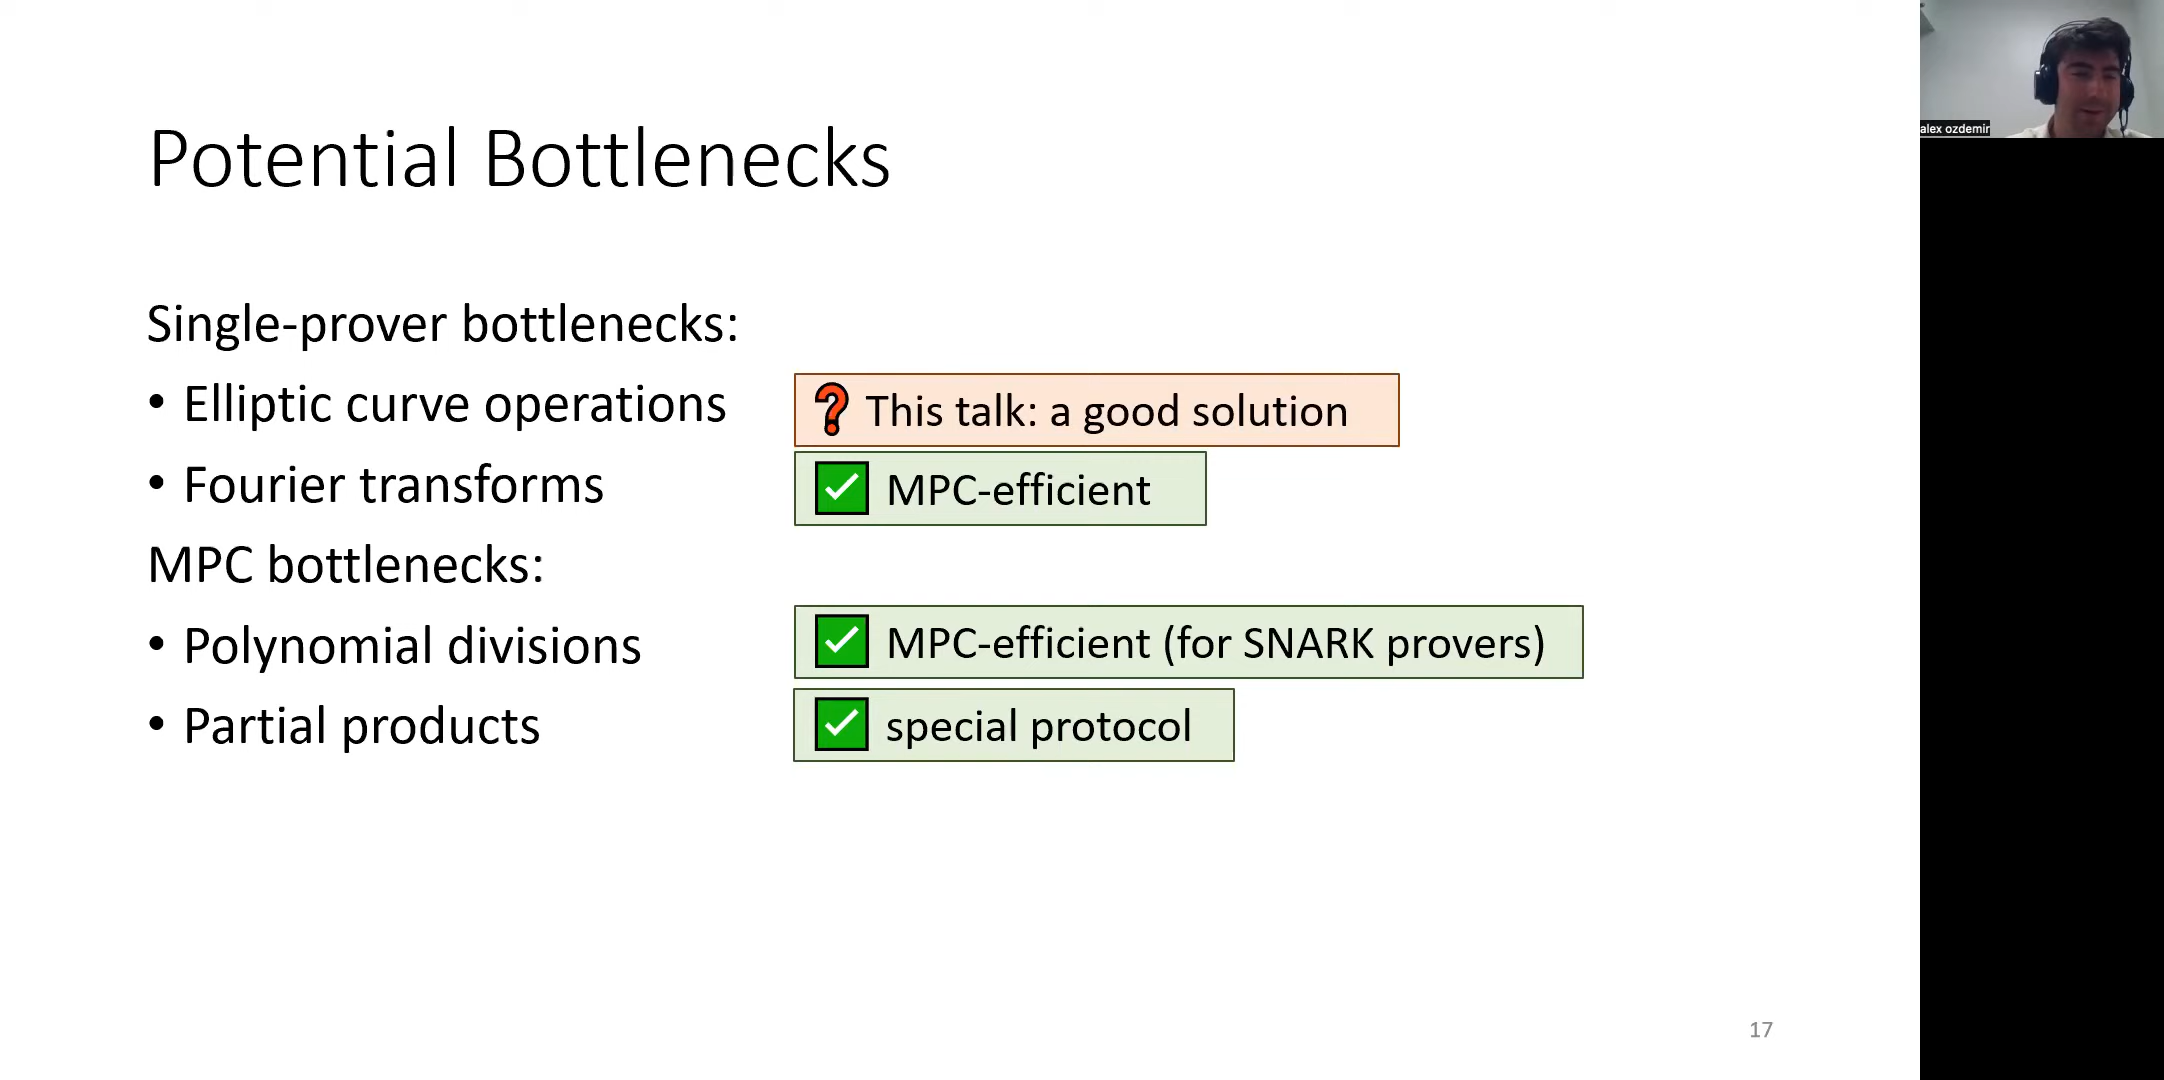 alex ozdemir
Potential Bottlenecks
Single-prover bottlenecks:
• Elliptic curve operations
❓ This talk: a good solution
• Fourier transforms
✅ MPC-efficient
MPC bottlenecks:
• Polynomial divisions
✅ MPC-efficient (for SNARK provers)
• Partial products
✅ special protocol
17